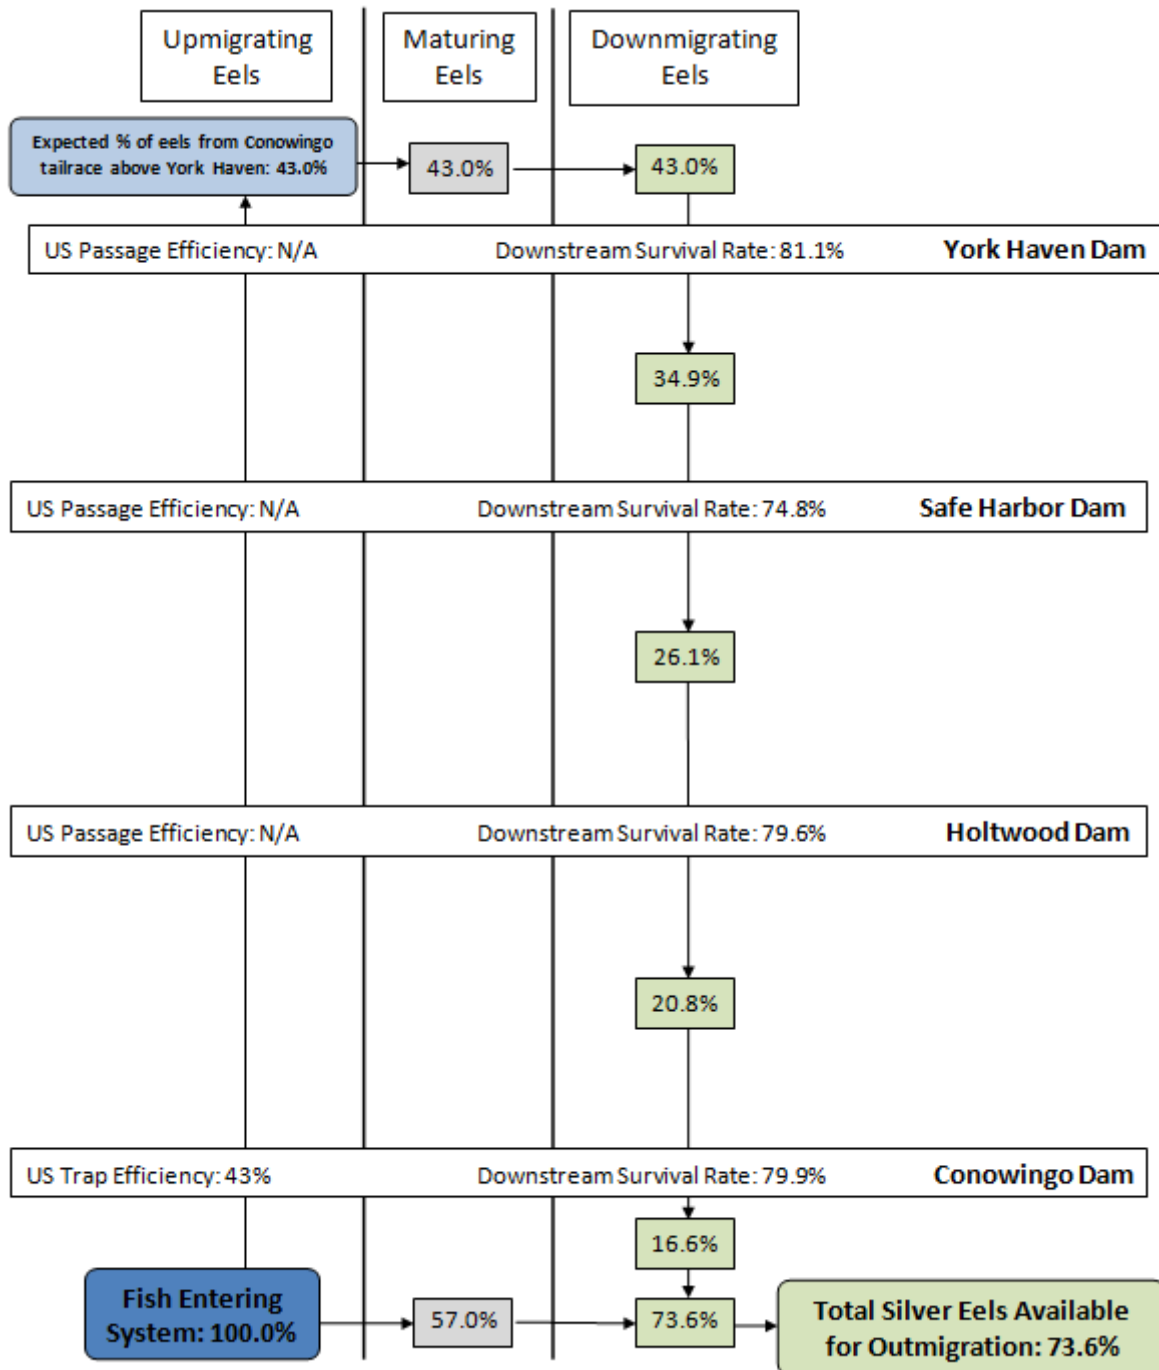 Upmigrating
Eels
Maturing
Eels
Downmigrating
Eels
Expected % of eels from Conowingo
tailrace above York Haven: 43.0%
43.0%
43.0%
US Passage Efficiency: N/A
Downstream Survival Rate: 81.1%
York Haven Dam
34.9%
US Passage Efficiency: N/A
Downstream Survival Rate: 74.8%
Safe Harbor Dam
26.1%
US Passage Efficiency: N/A
Downstream Survival Rate: 79.6%
Holtwood Dam
20.8%
US Trap Efficiency: 43%
Downstream Survival Rate: 79.9%
Conowingo Dam
16.6%
Fish Entering
System: 100.0%
57.0%
73.6%
Total Silver Eels Available
for Outmigration: 73.6%